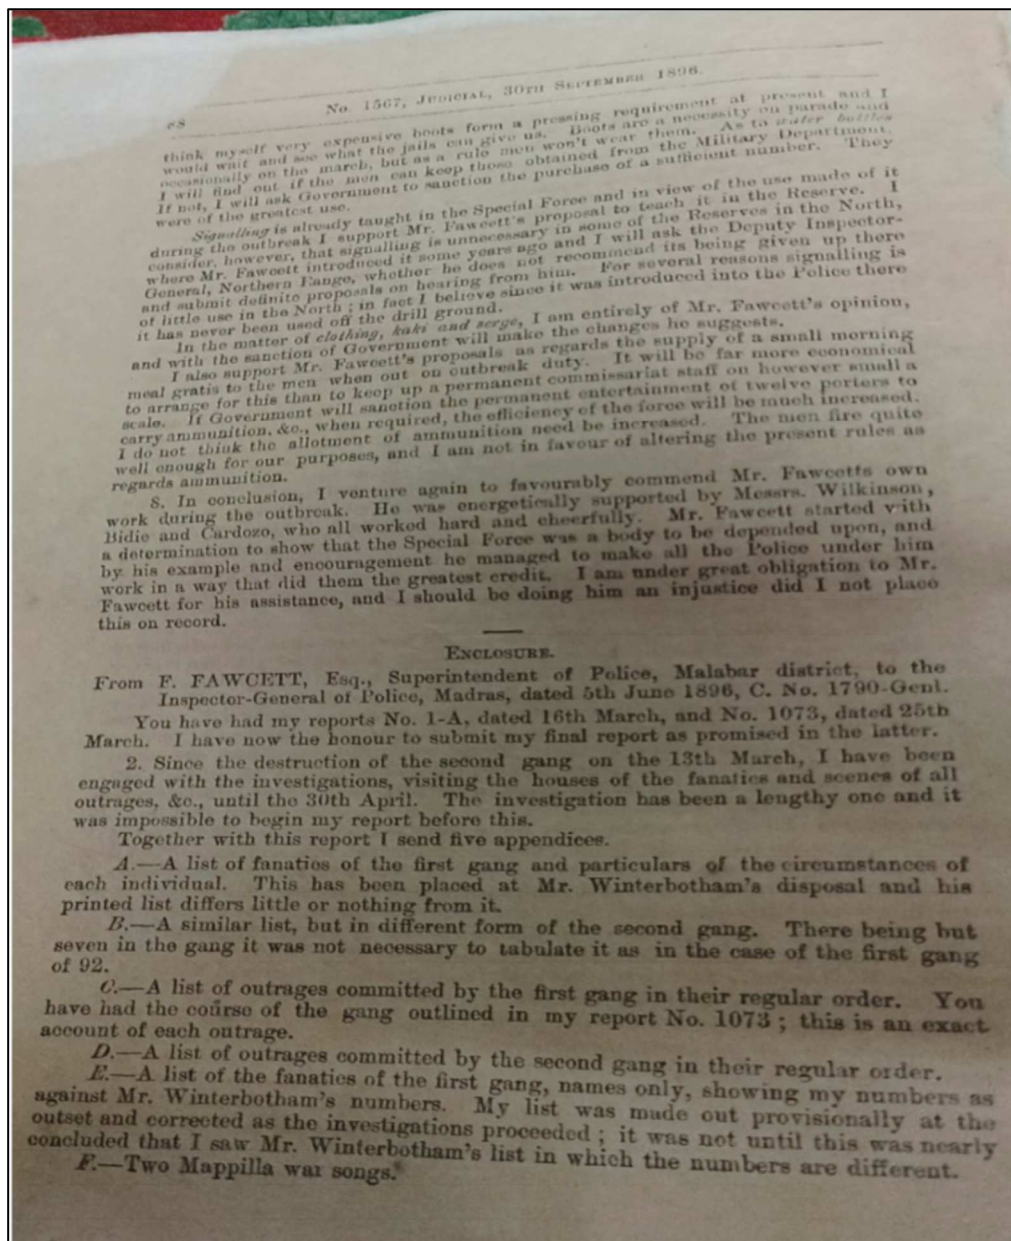 68 No. 1567, JUDICIAL, 30TH SEPTEMBER 1896.
think myself very expensive boots form a pressing requirement at present and I
would wait and see what the jails can give us. Boots are a necessity on parade and
occasionally on the march, but as a rule men won't wear them. As to water bottles
I will find out if the men can keep those obtained from the Military Department.
If not, I will ask Government to sanction the purchase of a sufficient number. They
were of the greatest use.
Signalling is already taught in the Special Force and in view of the use made of it
during the outbreak I support Mr. Fawcett's proposal to teach it in the Reserve. I
consider, however, that signalling is unnecessary in some of the Reserves in the North,
where Mr. Fawcett introduced it some years ago and I will ask the Deputy Inspector-
General, Northern Range, whether he does not recommend its being given up there
and submit definite proposals on hearing from him. For several reasons signalling is
of little use in the North; in fact I believe since it was introduced into the Police there
it has never been used off the drill ground.
In the matter of clothing, kaki and serge, I am entirely of Mr. Fawcett's opinion,
and with the sanction of Government will make the changes he suggests.
I also support Mr. Fawcett's proposals as regards the supply of a small morning
meal gratis to the men when out on outbreak duty. It will be far more economical
to arrange for this than to keep up a permanent commissariat staff on however small a
scale. If Government will sanction the permanent entertainment of twelve porters to
carry ammunition, &c., when required, the efficiency of the force will be much increased.
I do not think the allotment of ammunition need be increased. The men fire quite
well enough for our purposes, and I am not in favour of altering the present rules as
regards ammunition.
8. In conclusion, I venture again to favourably commend Mr. Fawcetts own
work during the outbreak. He was energetically supported by Messrs. Wilkinson,
Bidie and Cardozo, who all worked hard and cheerfully. Mr. Fawcett started with
a determination to show that the Special Force was a body to be depended upon, and
by his example and encouragement he managed to make all the Police under him
work in a way that did them the greatest credit. I am under great obligation to Mr.
Fawcett for his assistance, and I should be doing him an injustice did I not place
this on record.
ENCLOSURE.
From F. FAWCETT, Esq., Superintendent of Police, Malabar district, to the
Inspector-General of Police, Madras, dated 5th June 1896, C. No. 1790-Genl.
You have had my reports No. 1-A, dated 16th March, and No. 1073, dated 25th
March. I have now the honour to submit my final report as promised in the latter.
2. Since the destruction of the second gang on the 13th March, I have been
engaged with the investigations, visiting the houses of the fanatics and scenes of all
outrages, &c., until the 30th April. The investigation has been a lengthy one and it
was impossible to begin my report before this.
Together with this report I send five appendices.
A.—A list of fanatics of the first gang and particulars of the circumstances of
each individual. This has been placed at Mr. Winterbotham's disposal and his
printed list differs little or nothing from it.
B.—A similar list, but in different form of the second gang. There being but
seven in the gang it was not necessary to tabulate it as in the case of the first gang
of 92.
C.—A list of outrages committed by the first gang in their regular order. You
have had the course of the gang outlined in my report No. 1073; this is an exact
account of each outrage.
D.—A list of outrages committed by the second gang in their regular order.
E.—A list of the fanatics of the first gang, names only, showing my numbers as
against Mr. Winterbotham's numbers. My list was made out provisionally at the
outset and corrected as the investigations proceeded; it was not until this was nearly
concluded that I saw Mr. Winterbotham's list in which the numbers are different.
F.—Two Mappilla war songs.